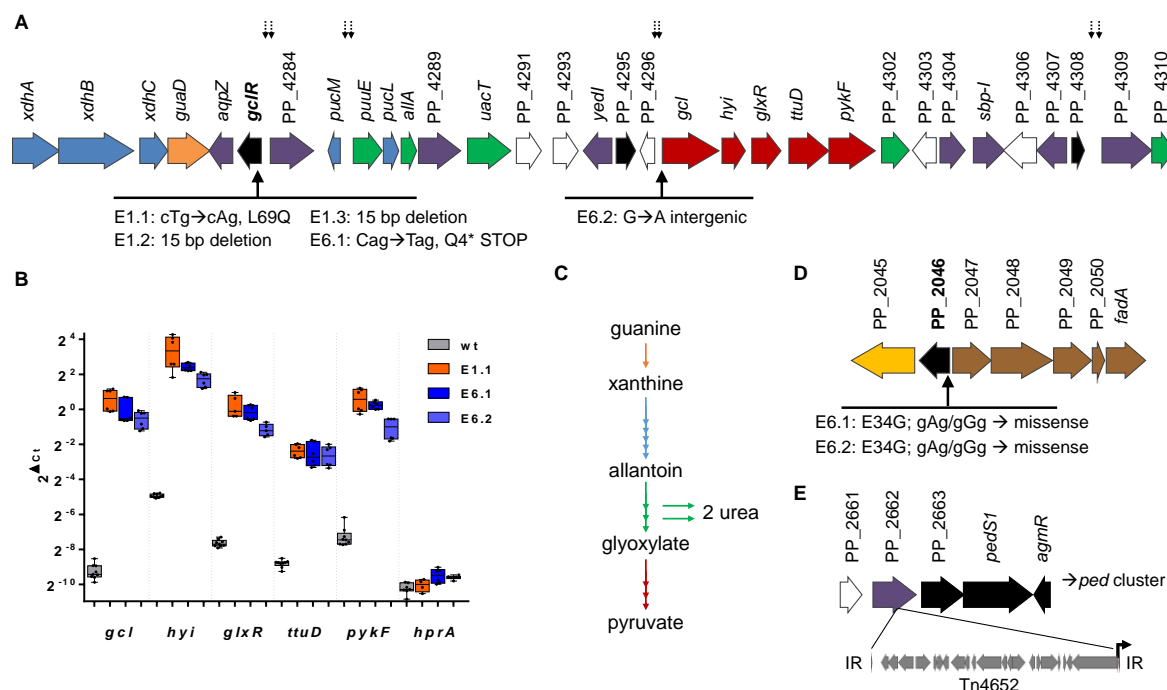 A
xdhA
xdhB
xdhC
guaD
aqpZ
gclR
PP_4284
pucM
puuE
pucL
allA
PP_4289
uacT
PP_4291
PP_4293
yedI
PP_4295
PP_4296
gcl
hyi
glxR
ttuD
pykF
PP_4302
PP_4303
PP_4304
sbp-I
PP_4306
PP_4307
PP_4308
PP_4309
PP_4310
E1.1: cTg→cAg, L69Q
E1.2: 15 bp deletion
E1.3: 15 bp deletion
E6.1: Cag→Tag, Q4* STOP
E6.2: G→A intergenic
B
2▲Ct
2 4
2 2
2 0
2 -2
2 -4
2 -6
2 -8
2 -10
wt
E1.1
E6.1
E6.2
gcl
hyi
glxR
ttuD
pykF
hprA
C
guanine
xanthine
allantoin
2 urea
glyoxylate
pyruvate
D
PP_2045
PP_2046
PP_2047
PP_2048
PP_2049
PP_2050
fadA
E6.1: E34G; gAg/gGg → missense
E6.2: E34G; gAg/gGg → missense
E
PP_2661
PP_2662
PP_2663
pedS1
agmR
→ped cluster
IR
IR
Tn4652